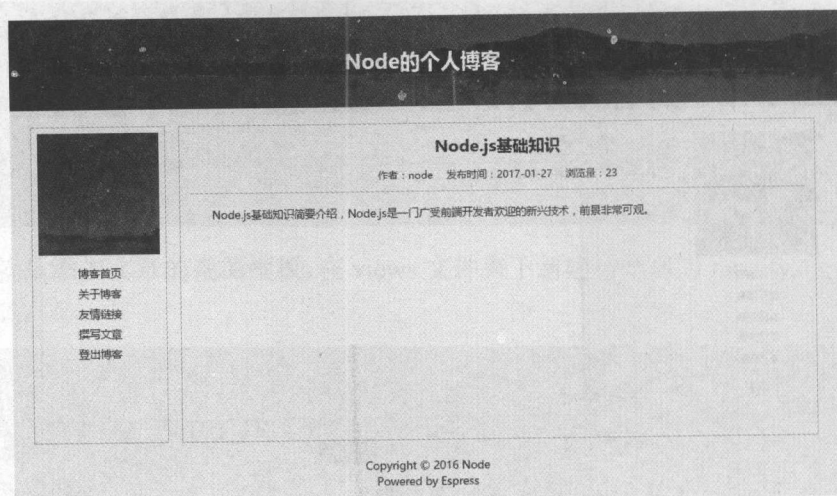 Node的个人博客
Node.js基础知识
作者：node 发布时间：2017-01-27 浏览量：23
Node.js基础知识简要介绍，Node.js是一门广受前端开发者欢迎的新兴技术，前景非常可观。
博客首页
关于博客
友情链接
撰写文章
登出博客
Copyright © 2016 Node
Powered by Espress